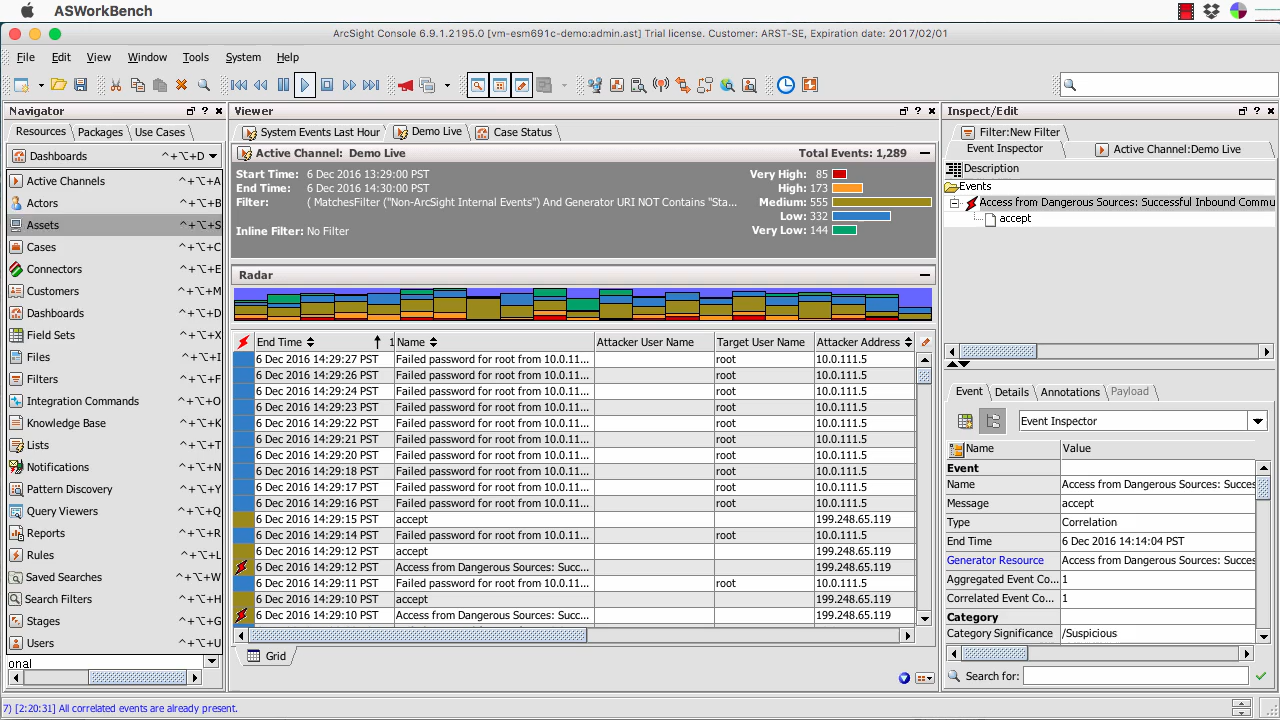 ASWorkBench
ArcSight Console 6.9.1.2195.0 [vm-esm691c-demo:admin.ast] Trial license. Customer: ARST-SE, Expiration date: 2017/02/01
File Edit View Window Tools System Help
Navigator
Resources Packages Use Cases
Dashboards ^+⌥+D
Active Channels ^+⌥+A
Actors ^+⌥+B
Assets ^+⌥+S
Cases ^+⌥+C
Connectors ^+⌥+E
Customers ^+⌥+M
Dashboards ^+⌥+D
Field Sets ^+⌥+X
Files ^+⌥+I
Filters ^+⌥+F
Integration Commands ^+⌥+O
Knowledge Base ^+⌥+K
Lists ^+⌥+T
Notifications ^+⌥+N
Pattern Discovery ^+⌥+Y
Query Viewers ^+⌥+Q
Reports ^+⌥+R
Rules ^+⌥+L
Saved Searches ^+⌥+W
Search Filters ^+⌥+H
Stages ^+⌥+G
Users ^+⌥+U
onal
Viewer
System Events Last Hour Demo Live Case Status
Active Channel: Demo Live Total Events: 1,289
Start Time: 6 Dec 2016 13:29:00 PST Very High: 85
End Time: 6 Dec 2016 14:30:00 PST High: 173
Filter: ( MatchesFilter ("Non-ArcSight Internal Events") And Generator URI NOT Contains "Sta... Medium: 555
Low: 332
Inline Filter: No Filter Very Low: 144
Radar
End Time 1 Name Attacker User Name Target User Name Attacker Address
6 Dec 2016 14:29:27 PST Failed password for root from 10.0.11... root 10.0.111.5
6 Dec 2016 14:29:26 PST Failed password for root from 10.0.11... root 10.0.111.5
6 Dec 2016 14:29:24 PST Failed password for root from 10.0.11... root 10.0.111.5
6 Dec 2016 14:29:23 PST Failed password for root from 10.0.11... root 10.0.111.5
6 Dec 2016 14:29:22 PST Failed password for root from 10.0.11... root 10.0.111.5
6 Dec 2016 14:29:21 PST Failed password for root from 10.0.11... root 10.0.111.5
6 Dec 2016 14:29:20 PST Failed password for root from 10.0.11... root 10.0.111.5
6 Dec 2016 14:29:18 PST Failed password for root from 10.0.11... root 10.0.111.5
6 Dec 2016 14:29:17 PST Failed password for root from 10.0.11... root 10.0.111.5
6 Dec 2016 14:29:16 PST Failed password for root from 10.0.11... root 10.0.111.5
6 Dec 2016 14:29:15 PST accept 199.248.65.119
6 Dec 2016 14:29:14 PST Failed password for root from 10.0.11... root 10.0.111.5
6 Dec 2016 14:29:12 PST accept 199.248.65.119
6 Dec 2016 14:29:12 PST Access from Dangerous Sources: Succ... 199.248.65.119
6 Dec 2016 14:29:11 PST Failed password for root from 10.0.11... root 10.0.111.5
6 Dec 2016 14:29:10 PST accept 199.248.65.119
6 Dec 2016 14:29:10 PST Access from Dangerous Sources: Succ... 199.248.65.119
Grid
Inspect/Edit
Filter:New Filter
Event Inspector Active Channel:Demo Live
Description
Events
Access from Dangerous Sources: Successful Inbound Commu
accept
Event Details Annotations Payload
Event Inspector
Name Value
Event
Name Access from Dangerous Sources: Succes
Message accept
Type Correlation
End Time 6 Dec 2016 14:14:04 PST
Generator Resource Access from Dangerous Sources: Succes
Aggregated Event Co... 1
Correlated Event Co... 1
Category
Category Significance /Suspicious
Search for:
7) [2:20:31] All correlated events are already present.